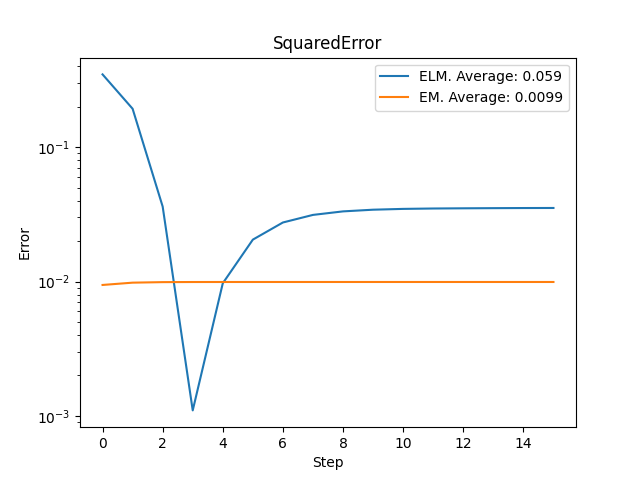 SquaredError
ELM. Average: 0.059
EM. Average: 0.0099
Error
10⁻¹
10⁻²
10⁻³
0 2 4 6 8 10 12 14
Step